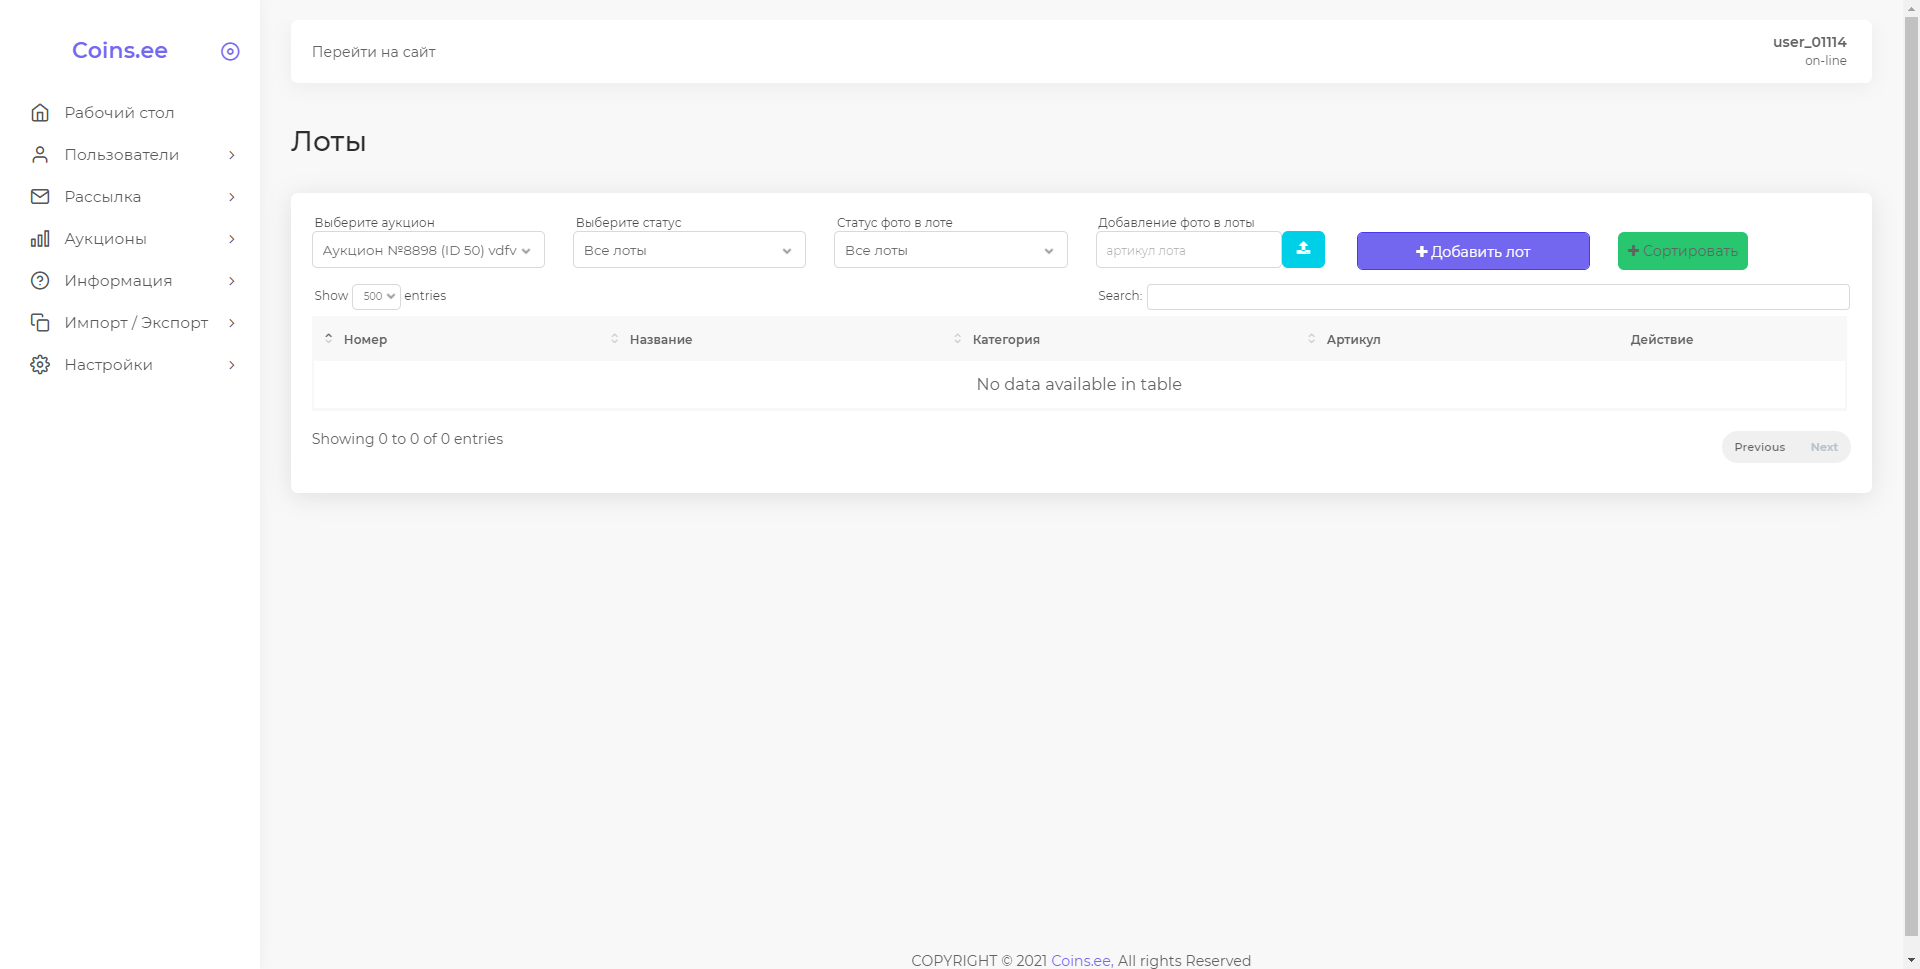 Coins.ee
Рабочий стол
Пользователи
Рассылка
Аукционы
Информация
Импорт / Экспорт
Настройки
Перейти на сайт
user_01114
on-line
Лоты
Выберите аукцион
Аукцион №8898 (ID 50) vdfv
Выберите статус
Все лоты
Статус фото в лоте
Все лоты
Добавление фото в лоты
артикул лота
Добавить лот
Сортировать
Show 500 entries
Search:
Номер Название Категория Артикул Действие
No data available in table
Showing 0 to 0 of 0 entries
Previous Next
COPYRIGHT © 2021 Coins.ee, All rights Reserved